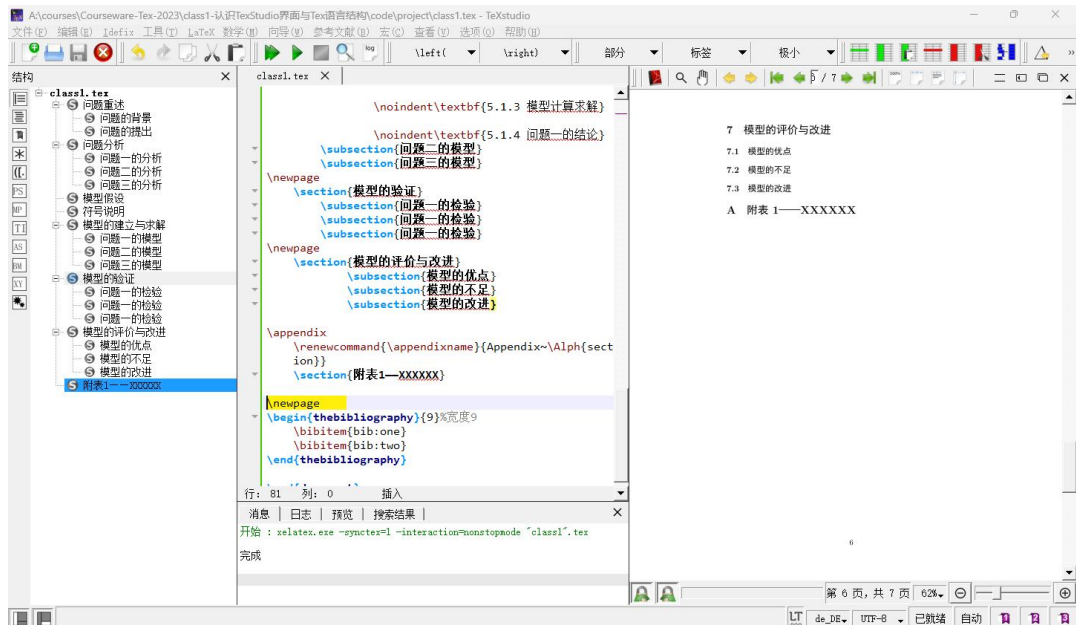 A:\courses\Courseware-Tex-2023\class1-认识TexStudio界面与Tex语言结构\code\project\class1.tex - TeXstudio
文件(F) 编辑(E) Idefix 工具(T) LaTeX 数学(M) 向导(W) 参考文献(B) 宏(C) 查看(V) 选项(O) 帮助(H)
\left( \right) 部分 标签 极小
结构
class1.tex
5 / 7
class1.tex
问题重述
问题的背景
问题的提出
问题分析
问题一的分析
问题二的分析
问题三的分析
模型假设
符号说明
模型的建立与求解
问题一的模型
问题二的模型
问题三的模型
模型的验证
问题一的检验
问题一的检验
问题一的检验
模型的评价与改进
模型的优点
模型的不足
模型的改进
附表1——XXXXXX
PS
MP
TI
AS
BM
XY
\noindent\textbf{5.1.3 模型计算求解}
\noindent\textbf{5.1.4 问题一的结论}
\subsection{问题二的模型}
\subsection{问题三的模型}
\newpage
\section{模型的验证}
\subsection{问题一的检验}
\subsection{问题一的检验}
\subsection{问题一的检验}
\newpage
\section{模型的评价与改进}
\subsection{模型的优点}
\subsection{模型的不足}
\subsection{模型的改进}
\appendix
\renewcommand{\appendixname}{Appendix~\Alph{sect
ion}}
\section{附表1——XXXXXX}
\newpage
\begin{thebibliography}{9}%宽度9
\bibitem{bib:one}
\bibitem{bib:two}
\end{thebibliography}
行: 81 列: 0 插入
消息 日志 预览 搜索结果
开始 : xelatex.exe -synctex=1 -interaction=nonstopmode "class1".tex
完成
7 模型的评价与改进
7.1 模型的优点
7.2 模型的不足
7.3 模型的改进
A 附表 1——XXXXXX
6
第 6 页, 共 7 页 62%
LT de_DE UTF-8 已就绪 自动